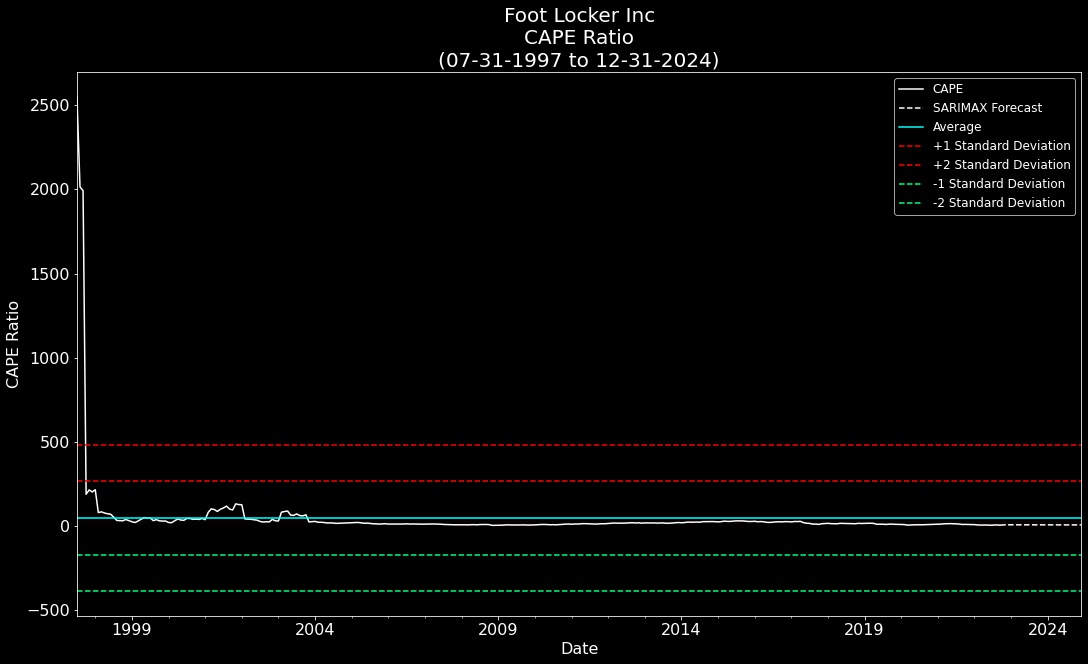 Foot Locker Inc
CAPE Ratio
(07-31-1997 to 12-31-2024)
CAPE
SARIMAX Forecast
Average
+1 Standard Deviation
+2 Standard Deviation
-1 Standard Deviation
-2 Standard Deviation
CAPE Ratio
2500
2000
1500
1000
500
0
−500
1999
2004
2009
2014
2019
2024
Date